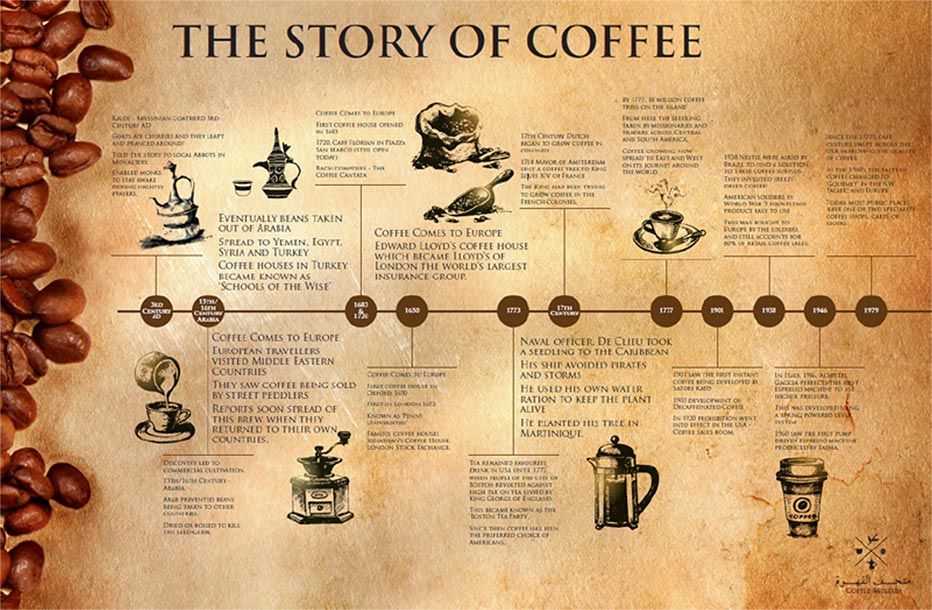 THE STORY OF COFFEE
KALDI - ABYSSINIAN GOATHERD 3RD
CENTURY AD
GOATS ATE CHERRIES AND THEY LEAPT
AND PRANCED AROUND
TOLD THE STORY TO LOCAL ABBOTS IN
MONASTERY.
ENABLED MONKS
TO STAY AWAKE
DURING NIGHTLY
PRAYERS.
EVENTUALLY BEANS TAKEN
OUT OF ARABIA
SPREAD TO YEMEN, EGYPT,
SYRIA AND TURKEY
COFFEE HOUSES IN TURKEY
BECAME KNOWN AS
'SCHOOLS OF THE WISE'
COFFEE COMES TO EUROPE
FIRST COFFEE HOUSE OPENED
IN 1683
1720, CAFF FLORIAN IN PIAZZA
SAN MARCO (STILL OPEN
TODAY)
BACH COMPOSES - THE
COFFEE CANTATA
COFFEE COMES TO EUROPE
EDWARD LLOYD'S COFFEE HOUSE
WHICH BECAME LLOYD'S OF
LONDON THE WORLD'S LARGEST
INSURANCE GROUP.
17TH CENTURY DUTCH
BEGAN TO GROW COFFEE IN
COLONIES.
1714 MAYOR OF AMSTERDAM
SENT A COFFEE TREE TO KING
LOUIS XIV OF FRANCE
THE KING HAD BEEN TRYING
TO GROW COFFEE IN THE
FRENCH COLONIES.
BY 1777, 18 MILLION COFFEE
TREES ON THE ISLAND
FROM HERE THE SEEDLING
TAKEN BY MISSIONARIES AND
TRADERS ACROSS CENTRAL
AND SOUTH AMERICA.
COFFEE GROWING NOW
SPREAD TO EAST AND WEST
ON ITS JOURNEY AROUND
THE WORLD.
1938 NESTLE WERE ASKED BY
BRAZIL TO FIND A SOLUTION
TO THEIR COFFEE SURPLUS.
THEY INVENTED FREEZE
DRIED COFFEE!
AMERICAN SOLDIERS IN
WORLD WAR 2 FOUND THIS
PRODUCT EASY TO USE
THIS WAS BOUGHT TO
EUROPE BY THE SOLDIERS,
AND STILL ACCOUNTS FOR
80% OF RETAIL COFFEE SALES.
SINCE THE 1970'S, CAFE
CULTURE SWEPT ACROSS THE
USA IMPROVING THE QUALITY
OF COFFEE.
IN THE 1980'S
COFFEE CHANGED TO
'GOURMET' IN THE N.W.
PACIFIC AND EUROPE
TODAY MOST PUBLIC PLACES
HAVE ONE OR TWO SPECIALITY
COFFEE SHOPS, CARTS OR
KIOSKS
3RD
CENTURY
AD
15TH/
16TH
CENTURY
ARABIA
1683
&
1720
1650
1773
17TH
CENTURY
1777
1901
1938
1946
1979
COFFEE COMES TO EUROPE
EUROPEAN TRAVELLERS
VISITED MIDDLE EASTERN
COUNTRIES
THEY SAW COFFEE BEING SOLD
BY STREET PEDDLERS
REPORTS SOON SPREAD OF
THIS BREW WHEN THEY
RETURNED TO THEIR OWN
COUNTRIES.
COFFEE COMES TO EUROPE
FIRST COFFEE HOUSE IN
OXFORD 1650
FIRST IN LONDON 1652
KNOWN AS 'PENNY
UNIVERSITIES'
FAMOUS COFFEE HOUSE:
JONATHAN'S COFFEE HOUSE,
LONDON STOCK EXCHANGE.
NAVAL OFFICER, DE CLIEU TOOK
A SEEDLING TO THE CARIBBEAN
HIS SHIP AVOIDED PIRATES
AND STORMS
HE USED HIS OWN WATER
RATION TO KEEP THE PLANT
ALIVE
HE PLANTED HIS TREE IN
MARTINIQUE.
1901 SAW THE FIRST INSTANT
COFFEE BEING DEVELOPED BY
SATORI KATO
1903 DEVELOPMENT OF
DECAFFEINATED COFFEE
IN 1920 PROHIBITION WENT
INTO EFFECT IN THE USA -
COFFEE SALES BOOM.
IN ITALY, 1946, ACHILLEL
GAGGIA PERFECTS THE FIRST
ESPRESSO MACHINE TO USE
HIGHER PRESSURE.
THIS WAS DEVELOPED USING
A SPRING POWERED LEVER
SYSTEM
1960 SAW THE FIRST PUMP
DRIVEN ESPRESSO MACHINE
PRODUCED BY FAEMA.
DISCOVERY LED TO
COMMERCIAL CULTIVATION.
15TH/16TH CENTURY -
ARABIA.
ARAB PREVENTED BEANS
BEING TAKEN TO OTHER
COUNTRIES.
DRIED OR BOILED TO KILL
THE SEED GERM.
TEA REMAINED FAVOURITE
DRINK IN USA UNTIL 1773,
WHEN PEOPLE OF THE CITY OF
BOSTON REVOLTED AGAINST
HIGH TAX ON TEA LEVIED BY
KING GEORGE OF ENGLAND.
THIS BECAME KNOWN AS THE
'BOSTON TEA PARTY'.
SINCE THEN COFFEE HAS BEEN
THE PREFERRED CHOICE OF
AMERICANS.
COFFEE
متحف القهوة
COFFEE MUSEUM